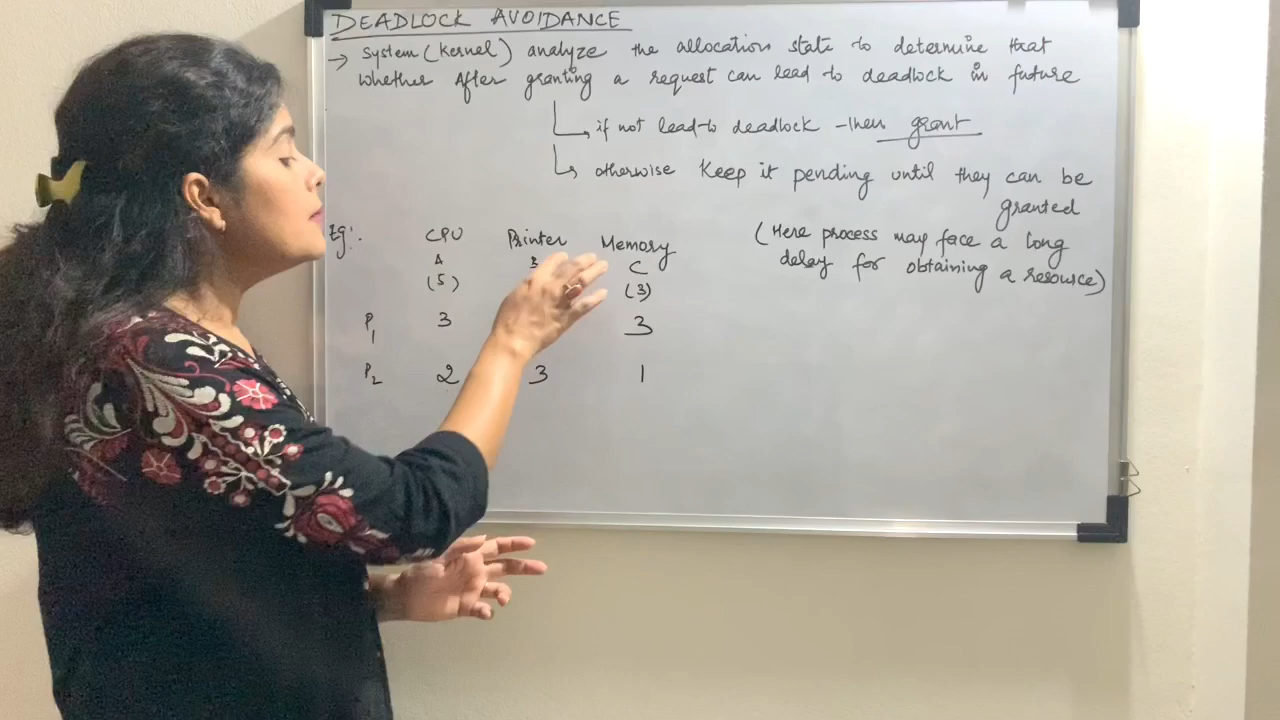 DEADLOCK AVOIDANCE
→ System (Kernel) analyze the allocation state to determine that
whether after granting a request can lead to deadlock in future
if not lead to deadlock then grant
otherwise Keep it pending until they can be
granted
Eg:. CPU Printer Memory
A B C
(5) (3)
(Here process may face a long
delay for obtaining a resource)
P1 3 3
P2 2 3 1